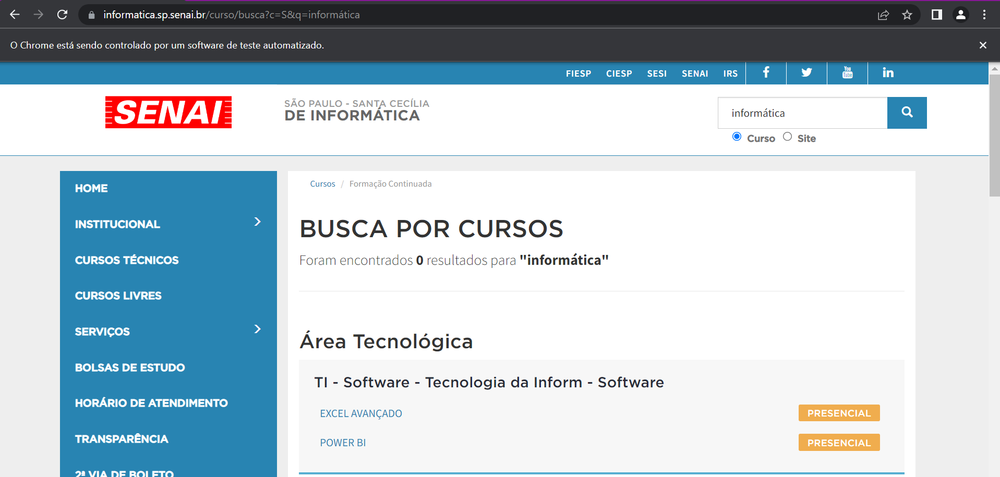 informatica.sp.senai.br/curso/busca?c=S&q=informática
O Chrome está sendo controlado por um software de teste automatizado.
FIESP CIESP SESI SENAI IRS f You Tube in
SENAI
SÃO PAULO - SANTA CECÍLIA
DE INFORMÁTICA
informática
Curso Site
HOME
INSTITUCIONAL
CURSOS TÉCNICOS
CURSOS LIVRES
SERVIÇOS
BOLSAS DE ESTUDO
HORÁRIO DE ATENDIMENTO
TRANSPARÊNCIA
2ª VIA DE BOLETO
Cursos / Formação Continuada
BUSCA POR CURSOS
Foram encontrados 0 resultados para "informática"
Área Tecnológica
TI - Software - Tecnologia da Inform - Software
EXCEL AVANÇADO PRESENCIAL
POWER BI PRESENCIAL